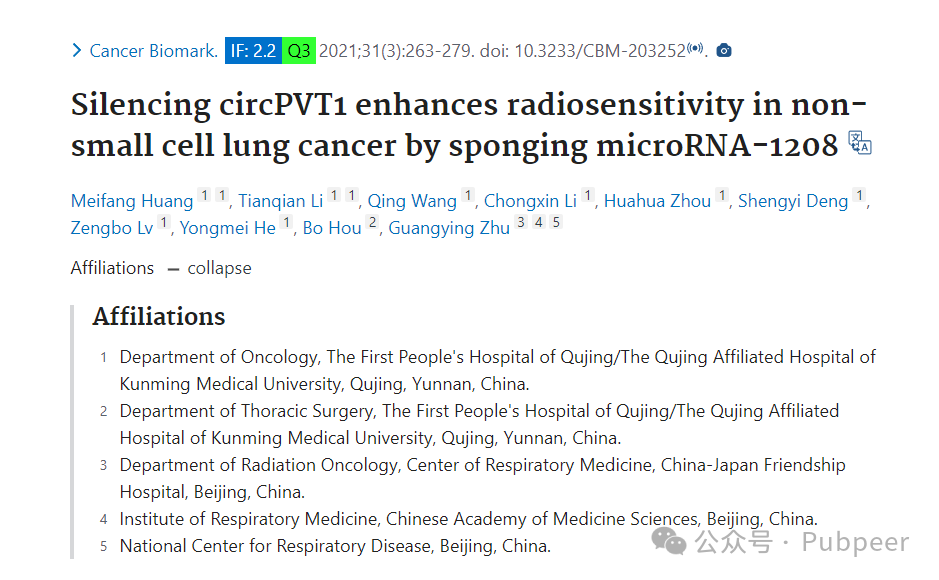 Cancer Biomark. IF: 2.2 Q3 2021;31(3):263-279. doi: 10.3233/CBM-203252.
Silencing circPVT1 enhances radiosensitivity in non-
small cell lung cancer by sponging microRNA-1208
Meifang Huang 1 1, Tianqian Li 1 1, Qing Wang 1, Chongxin Li 1, Huahua Zhou 1, Shengyi Deng 1,
Zengbo Lv 1, Yongmei He 1, Bo Hou 2, Guangying Zhu 3 4 5
Affiliations – collapse
Affiliations
1 Department of Oncology, The First People's Hospital of Qujing/The Qujing Affiliated Hospital of
Kunming Medical University, Qujing, Yunnan, China.
2 Department of Thoracic Surgery, The First People's Hospital of Qujing/The Qujing Affiliated
Hospital of Kunming Medical University, Qujing, Yunnan, China.
3 Department of Radiation Oncology, Center of Respiratory Medicine, China-Japan Friendship
Hospital, Beijing, China.
4 Institute of Respiratory Medicine, Chinese Academy of Medicine Sciences, Beijing, China.
5 National Center for Respiratory Disease, Beijing, China.
公众号 · Pubpeer